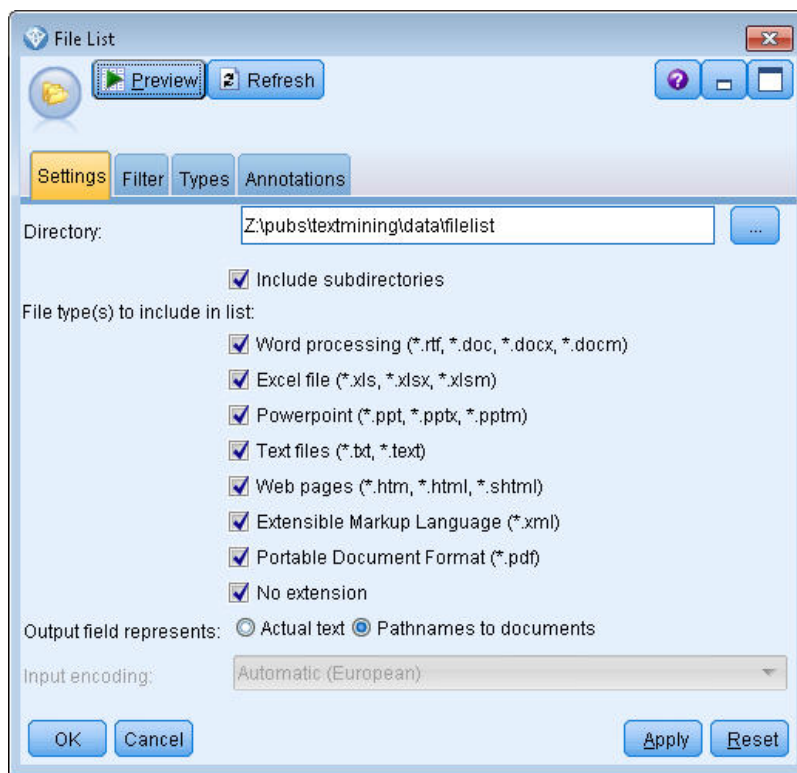 File List
Preview Refresh
Settings Filter Types Annotations
Directory: Z:\pubs\textmining\data\filelist ...
Include subdirectories
File type(s) to include in list:
Word processing (*.rtf, *.doc, *.docx, *.docm)
Excel file (*.xls, *.xlsx, *.xlsm)
Powerpoint (*.ppt, *.pptx, *.pptm)
Text files (*.txt, *.text)
Web pages (*.htm, *.html, *.shtml)
Extensible Markup Language (*.xml)
Portable Document Format (*.pdf)
No extension
Output field represents: Actual text Pathnames to documents
Input encoding: Automatic (European)
OK Cancel Apply Reset